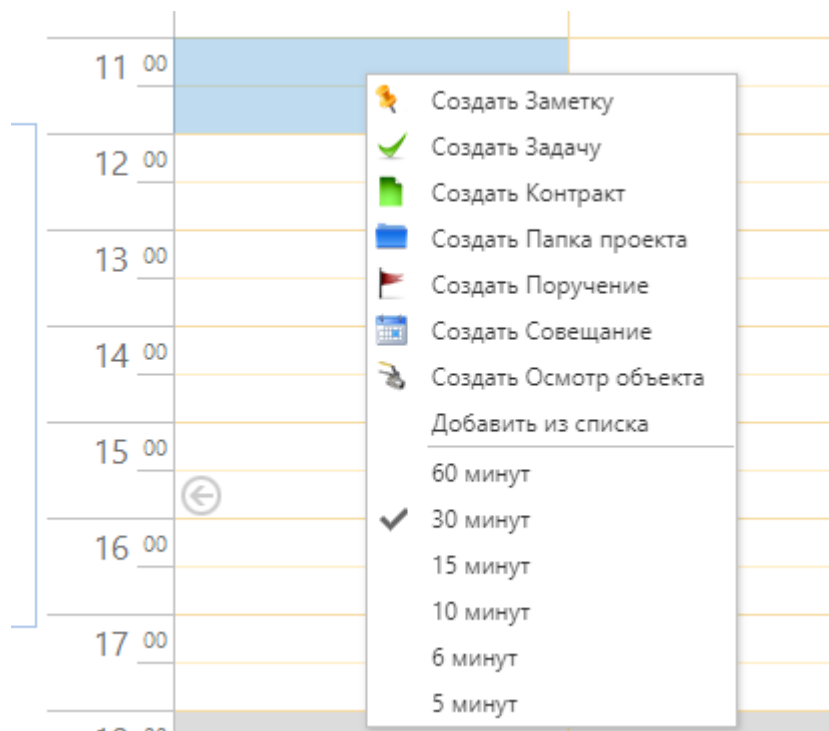 11 00
12 00
13 00
14 00
15 00
16 00
17 00
Создать Заметку
Создать Задачу
Создать Контракт
Создать Папка проекта
Создать Поручение
Создать Совещание
Создать Осмотр объекта
Добавить из списка
60 минут
30 минут
15 минут
10 минут
6 минут
5 минут